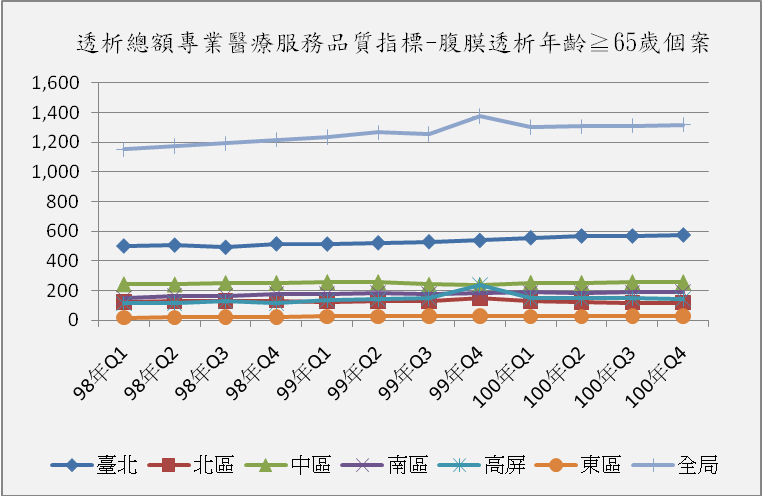 透析總額專業醫療服務品質指標-腹膜透析年齡≧65歲個案
1,600
1,400
1,200
1,000
800
600
400
200
0
98年Q1
98年Q2
98年Q3
98年Q4
99年Q1
99年Q2
99年Q3
99年Q4
100年Q1
100年Q2
100年Q3
100年Q4
臺北 北區 中區 南區 高屏 東區 全局